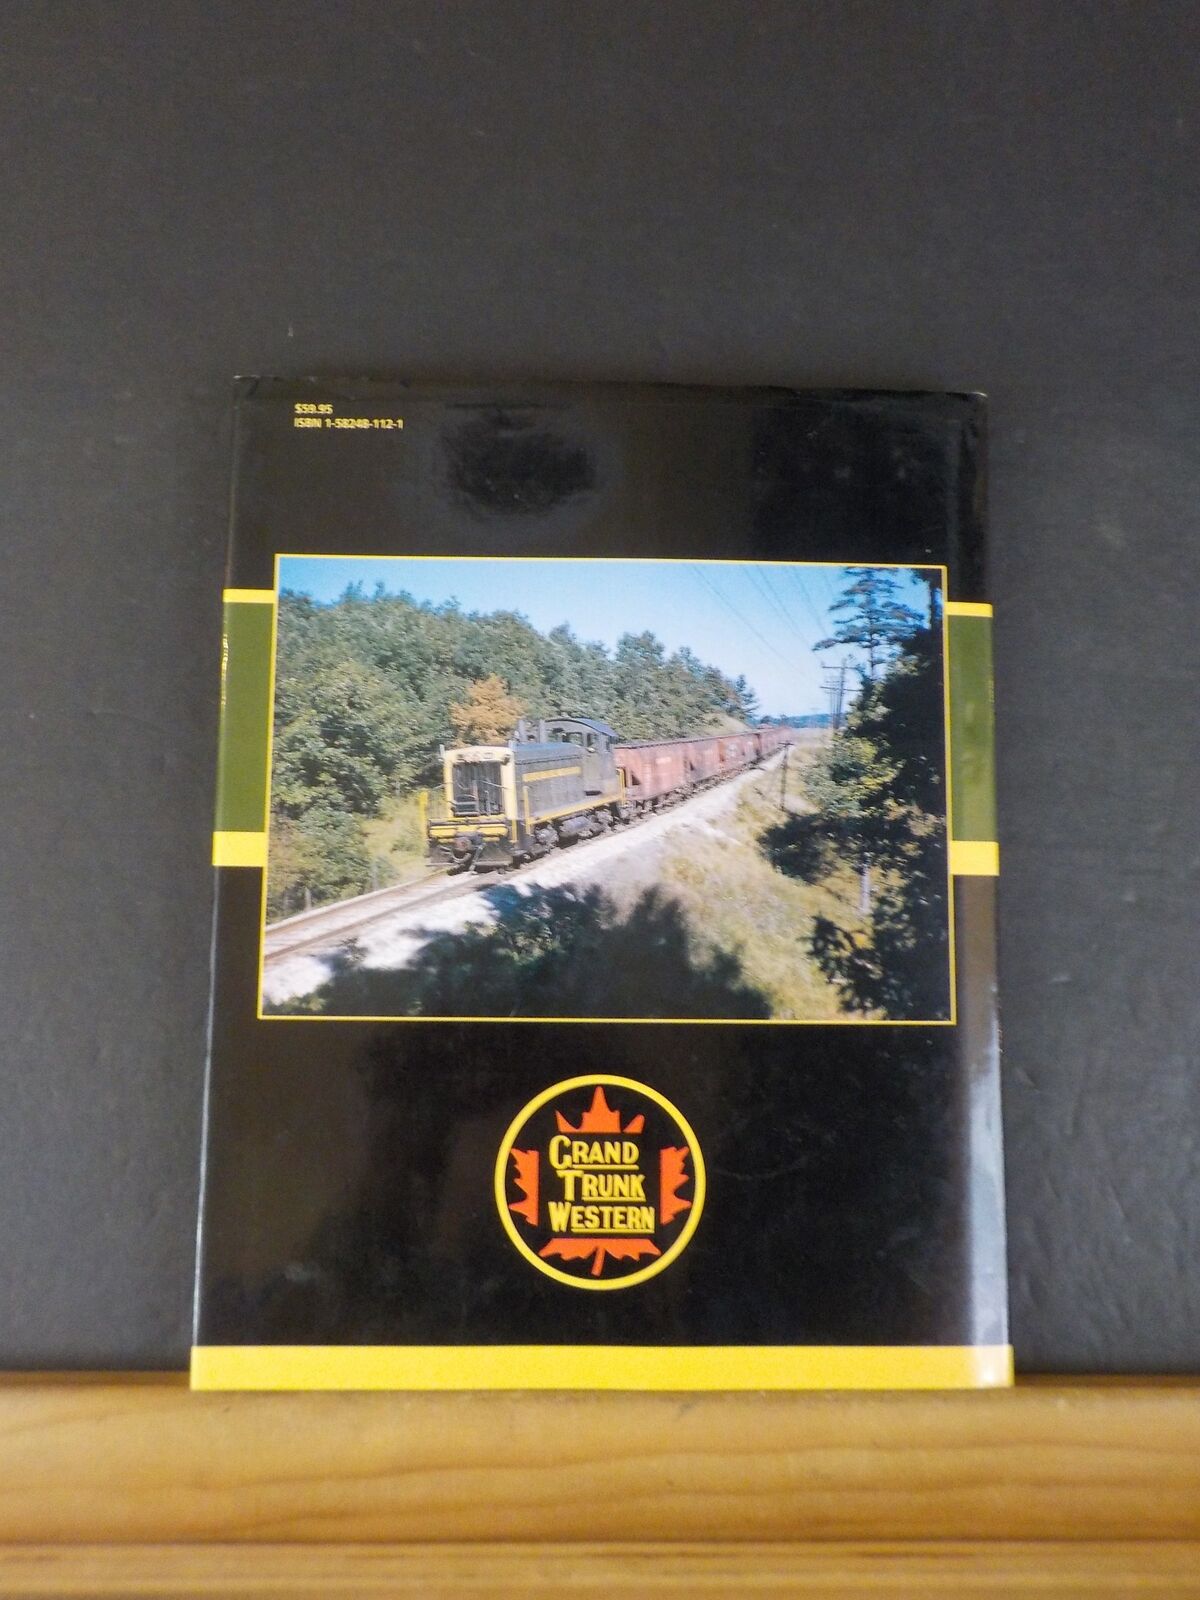 $59.95
ISBN 1-58248-112-1
GRAND
TRUNK
WESTERN